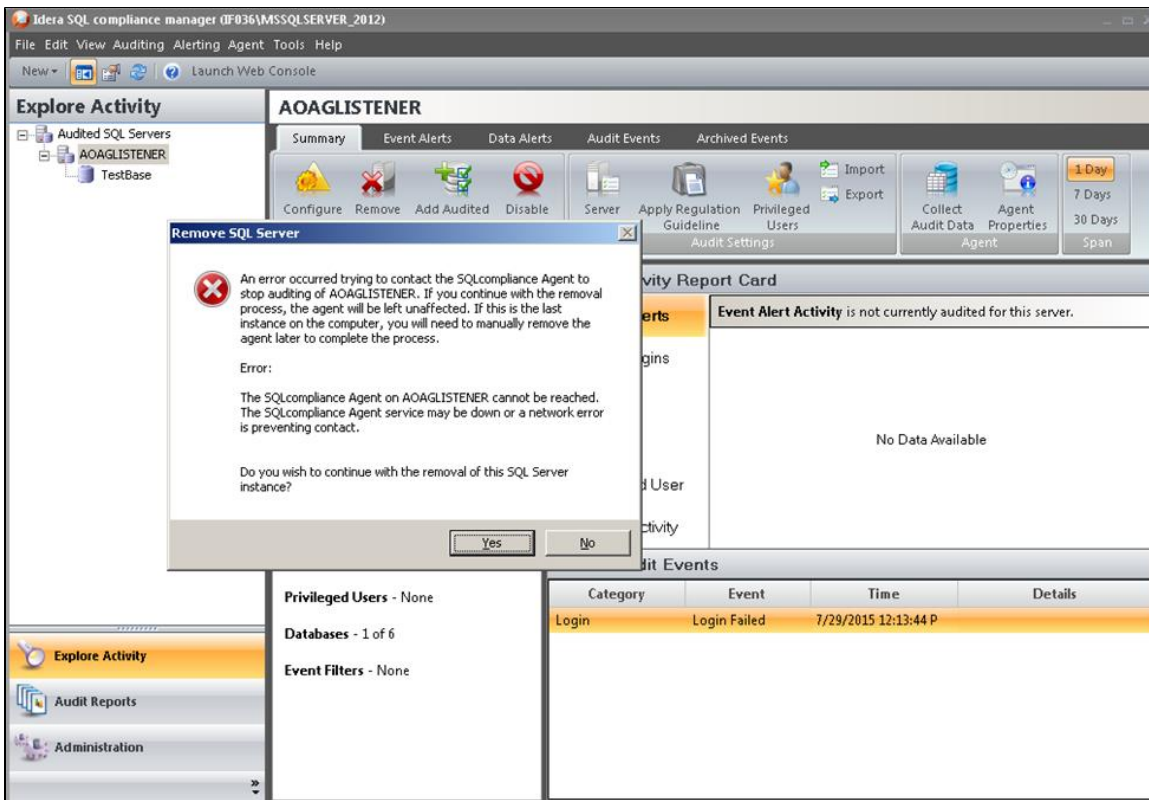 Idera SQL compliance manager (IF036\MSSQLSERVER_2012)
File Edit View Auditing Alerting Agent Tools Help
New
Launch Web Console
Explore Activity
Audited SQL Servers
AOAGLISTENER
TestBase
AOAGLISTENER
Summary Event Alerts Data Alerts Audit Events Archived Events
Configure Remove Add Audited Disable
Server Apply Regulation Guideline Privileged Users
Import
Export
Audit Settings
Collect Audit Data Agent Properties
Agent
1 Day
7 Days
30 Days
Span
Remove SQL Server
An error occurred trying to contact the SQLcompliance Agent to
stop auditing of AOAGLISTENER. If you continue with the removal
process, the agent will be left unaffected. If this is the last
instance on the computer, you will need to manually remove the
agent later to complete the process.
Error:
The SQLcompliance Agent on AOAGLISTENER cannot be reached.
The SQLcompliance Agent service may be down or a network error
is preventing contact.
Do you wish to continue with the removal of this SQL Server
instance?
Yes No
Report Card
Event Alert Activity is not currently audited for this server.
No Data Available
User
Events
Category Event Time Details
Login Login Failed 7/29/2015 12:13:44 P
Privileged Users - None
Databases - 1 of 6
Event Filters - None
Explore Activity
Audit Reports
Administration